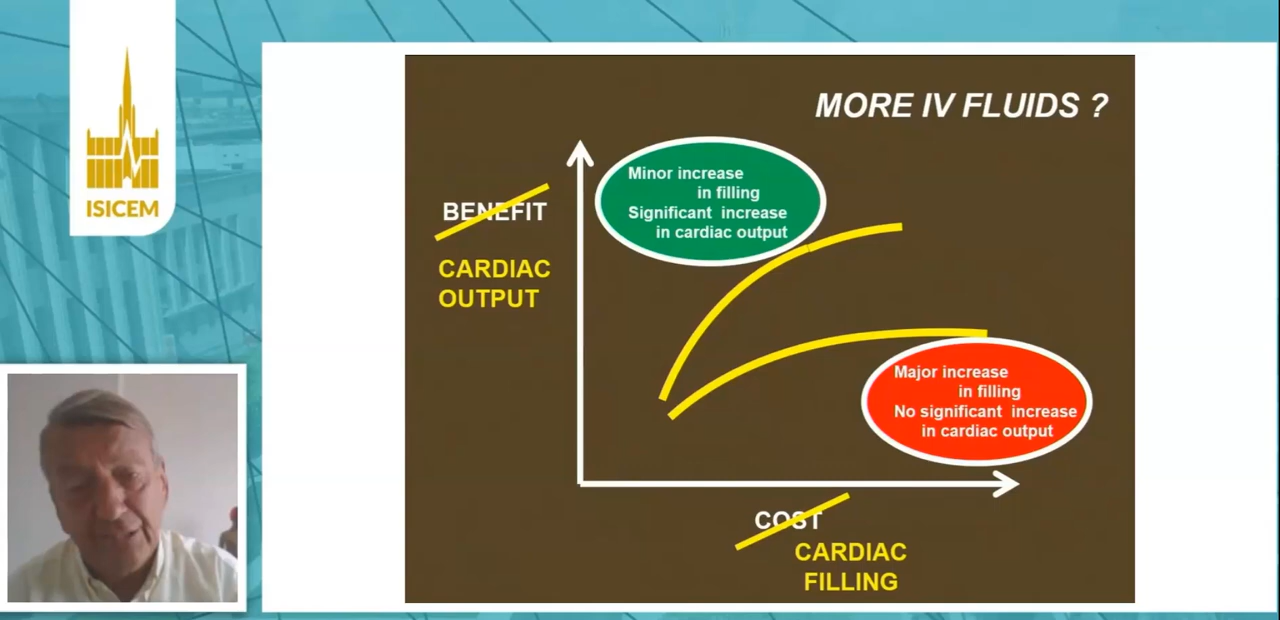 ISICEM
MORE IV FLUIDS ?
BENEFIT
CARDIAC
OUTPUT
Minor increase
in filling
Significant increase
in cardiac output
Major increase
in filling
No significant increase
in cardiac output
COST
CARDIAC
FILLING